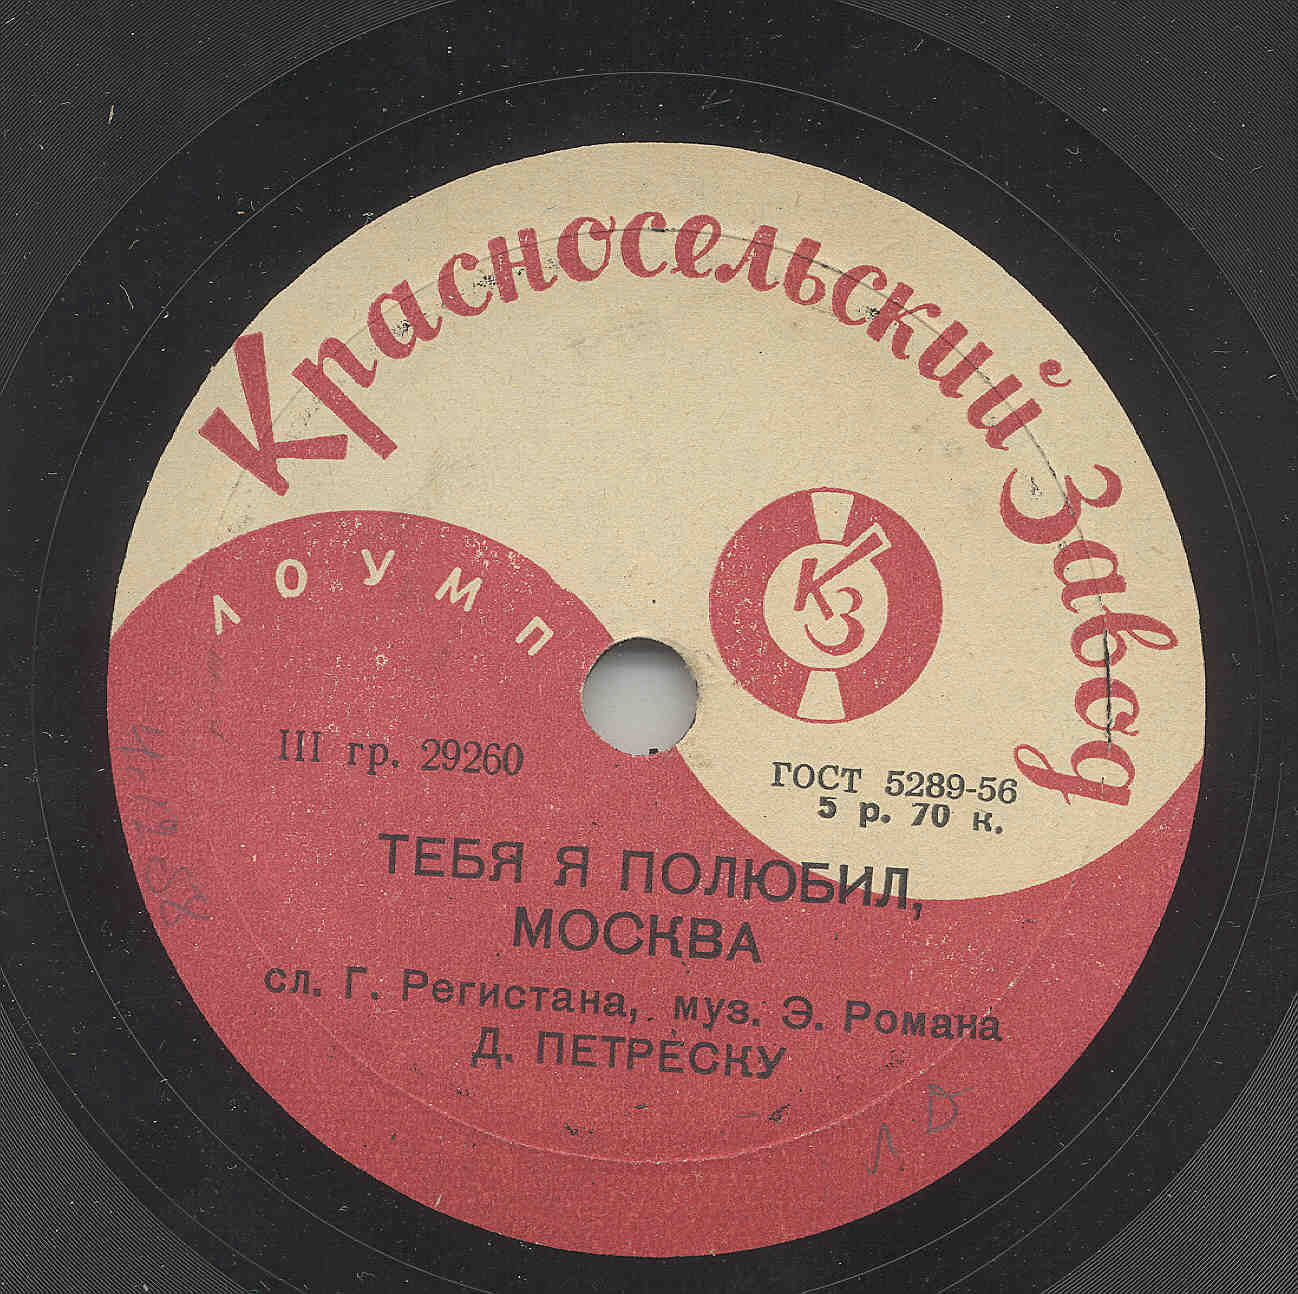 Красносельский Завод
ЛОУМП
КЗ
III гр. 29260
ГОСТ 5289-56
5 р. 70 к.
ТЕБЯ Я ПОЛЮБИЛ,
МОСКВА
сл. Г. Регистана, муз. Э. Романа
Д. ПЕТРЕСКУ